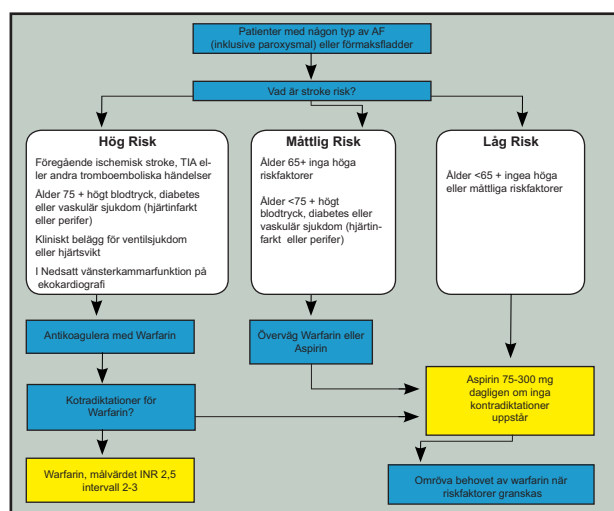 Patienter med någon typ av AF
(inklusive paroxysmal) eller förmaksfladder
Vad är stroke risk?
Hög Risk
Föregående ischemisk stroke, TIA el-
ler andra tromboemboliska händelser
Ålder 75 + högt blodtryck, diabetes
eller vaskulär sjukdom (hjärtinfarkt
eller perifer)
Kliniskt belägg för ventilsjukdom
eller hjärtsvikt
I Nedsatt vänsterkammarfunktion på
ekokardiografi
Måttlig Risk
Ålder 65+ inga höga
riskfaktorer
Ålder <75 + högt
blodtryck, diabetes eller
vaskulär sjukdom (hjärtin-
farkt eller perifer)
Låg Risk
Ålder <65 + ingea höga
eller måttliga riskfaktorer
Antikoagulera med Warfarin
Överväg Warfarin eller
Aspirin
Kotradiktationer för
Warfarin?
Aspirin 75-300 mg
dagligen om inga
kontradiktationer
uppstår
Warfarin, målvärdet INR 2,5
intervall 2-3
Omröva behovet av warfarin når
riskfaktorer granskas